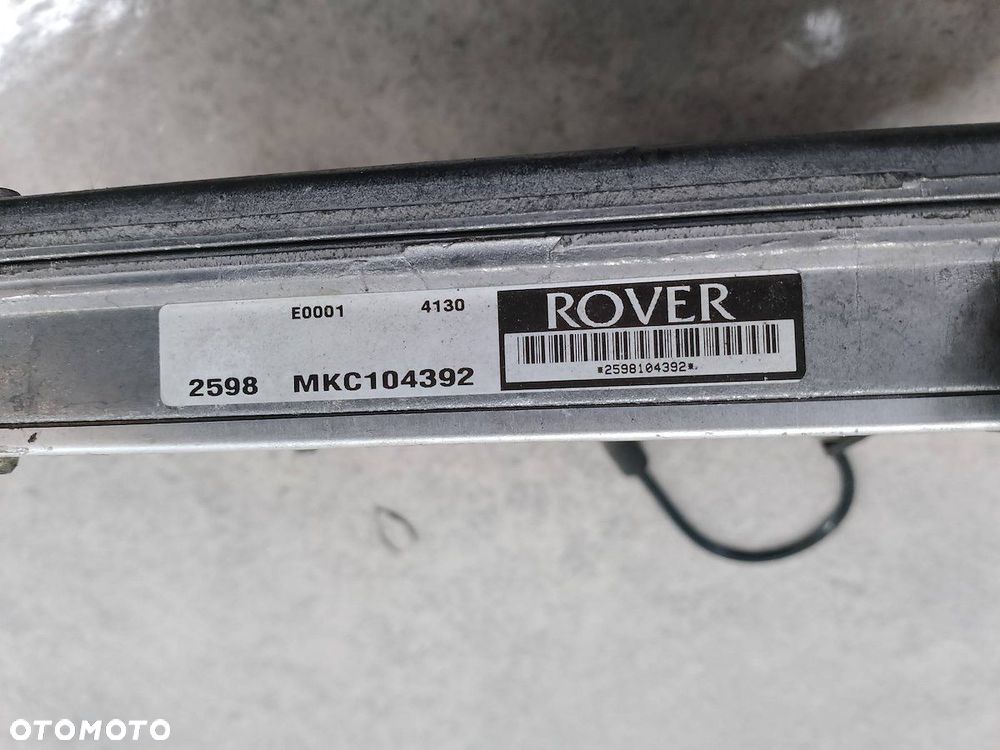 E0001 4130
ROVER
*2598104392*
2598 MKC104392
OTOMOTO